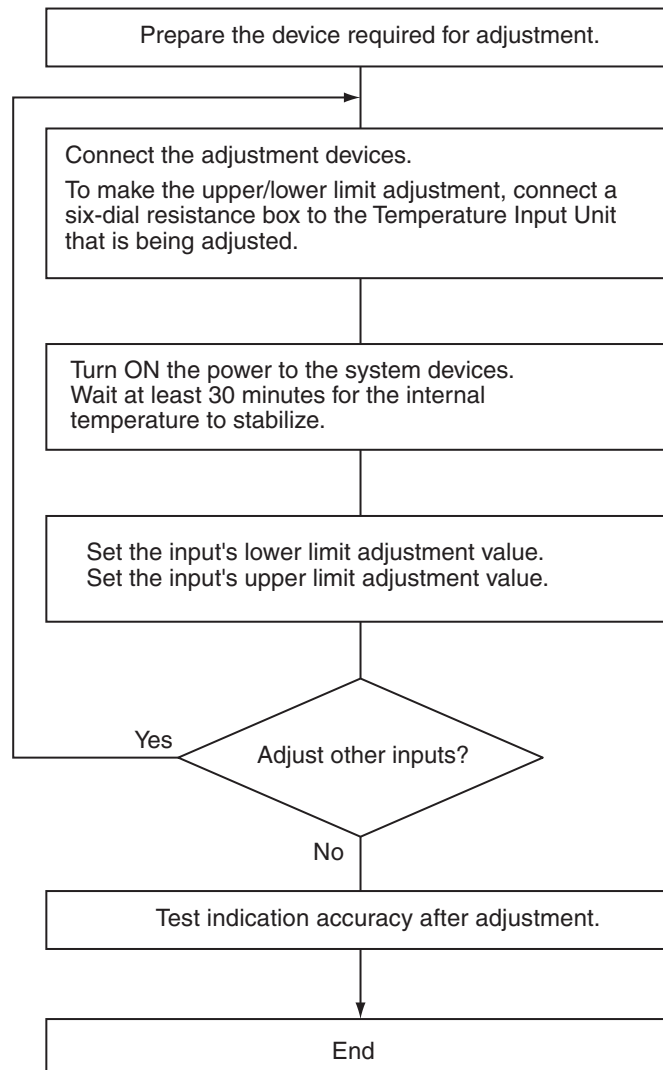 Prepare the device required for adjustment.
Connect the adjustment devices.
To make the upper/lower limit adjustment, connect a
six-dial resistance box to the Temperature Input Unit
that is being adjusted.
Turn ON the power to the system devices.
Wait at least 30 minutes for the internal
temperature to stabilize.
Set the input's lower limit adjustment value.
Set the input's upper limit adjustment value.
Yes
Adjust other inputs?
No
Test indication accuracy after adjustment.
End